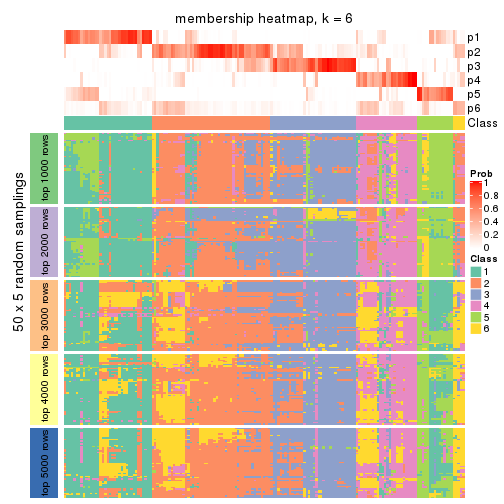 membership heatmap, k = 6
p1
p2
p3
p4
p5
p6
Class
50 x 5 random samplings
top 1000 rows
top 2000 rows
top 3000 rows
top 4000 rows
top 5000 rows
Prob
1
0.8
0.6
0.4
0.2
0
Class
1
2
3
4
5
6